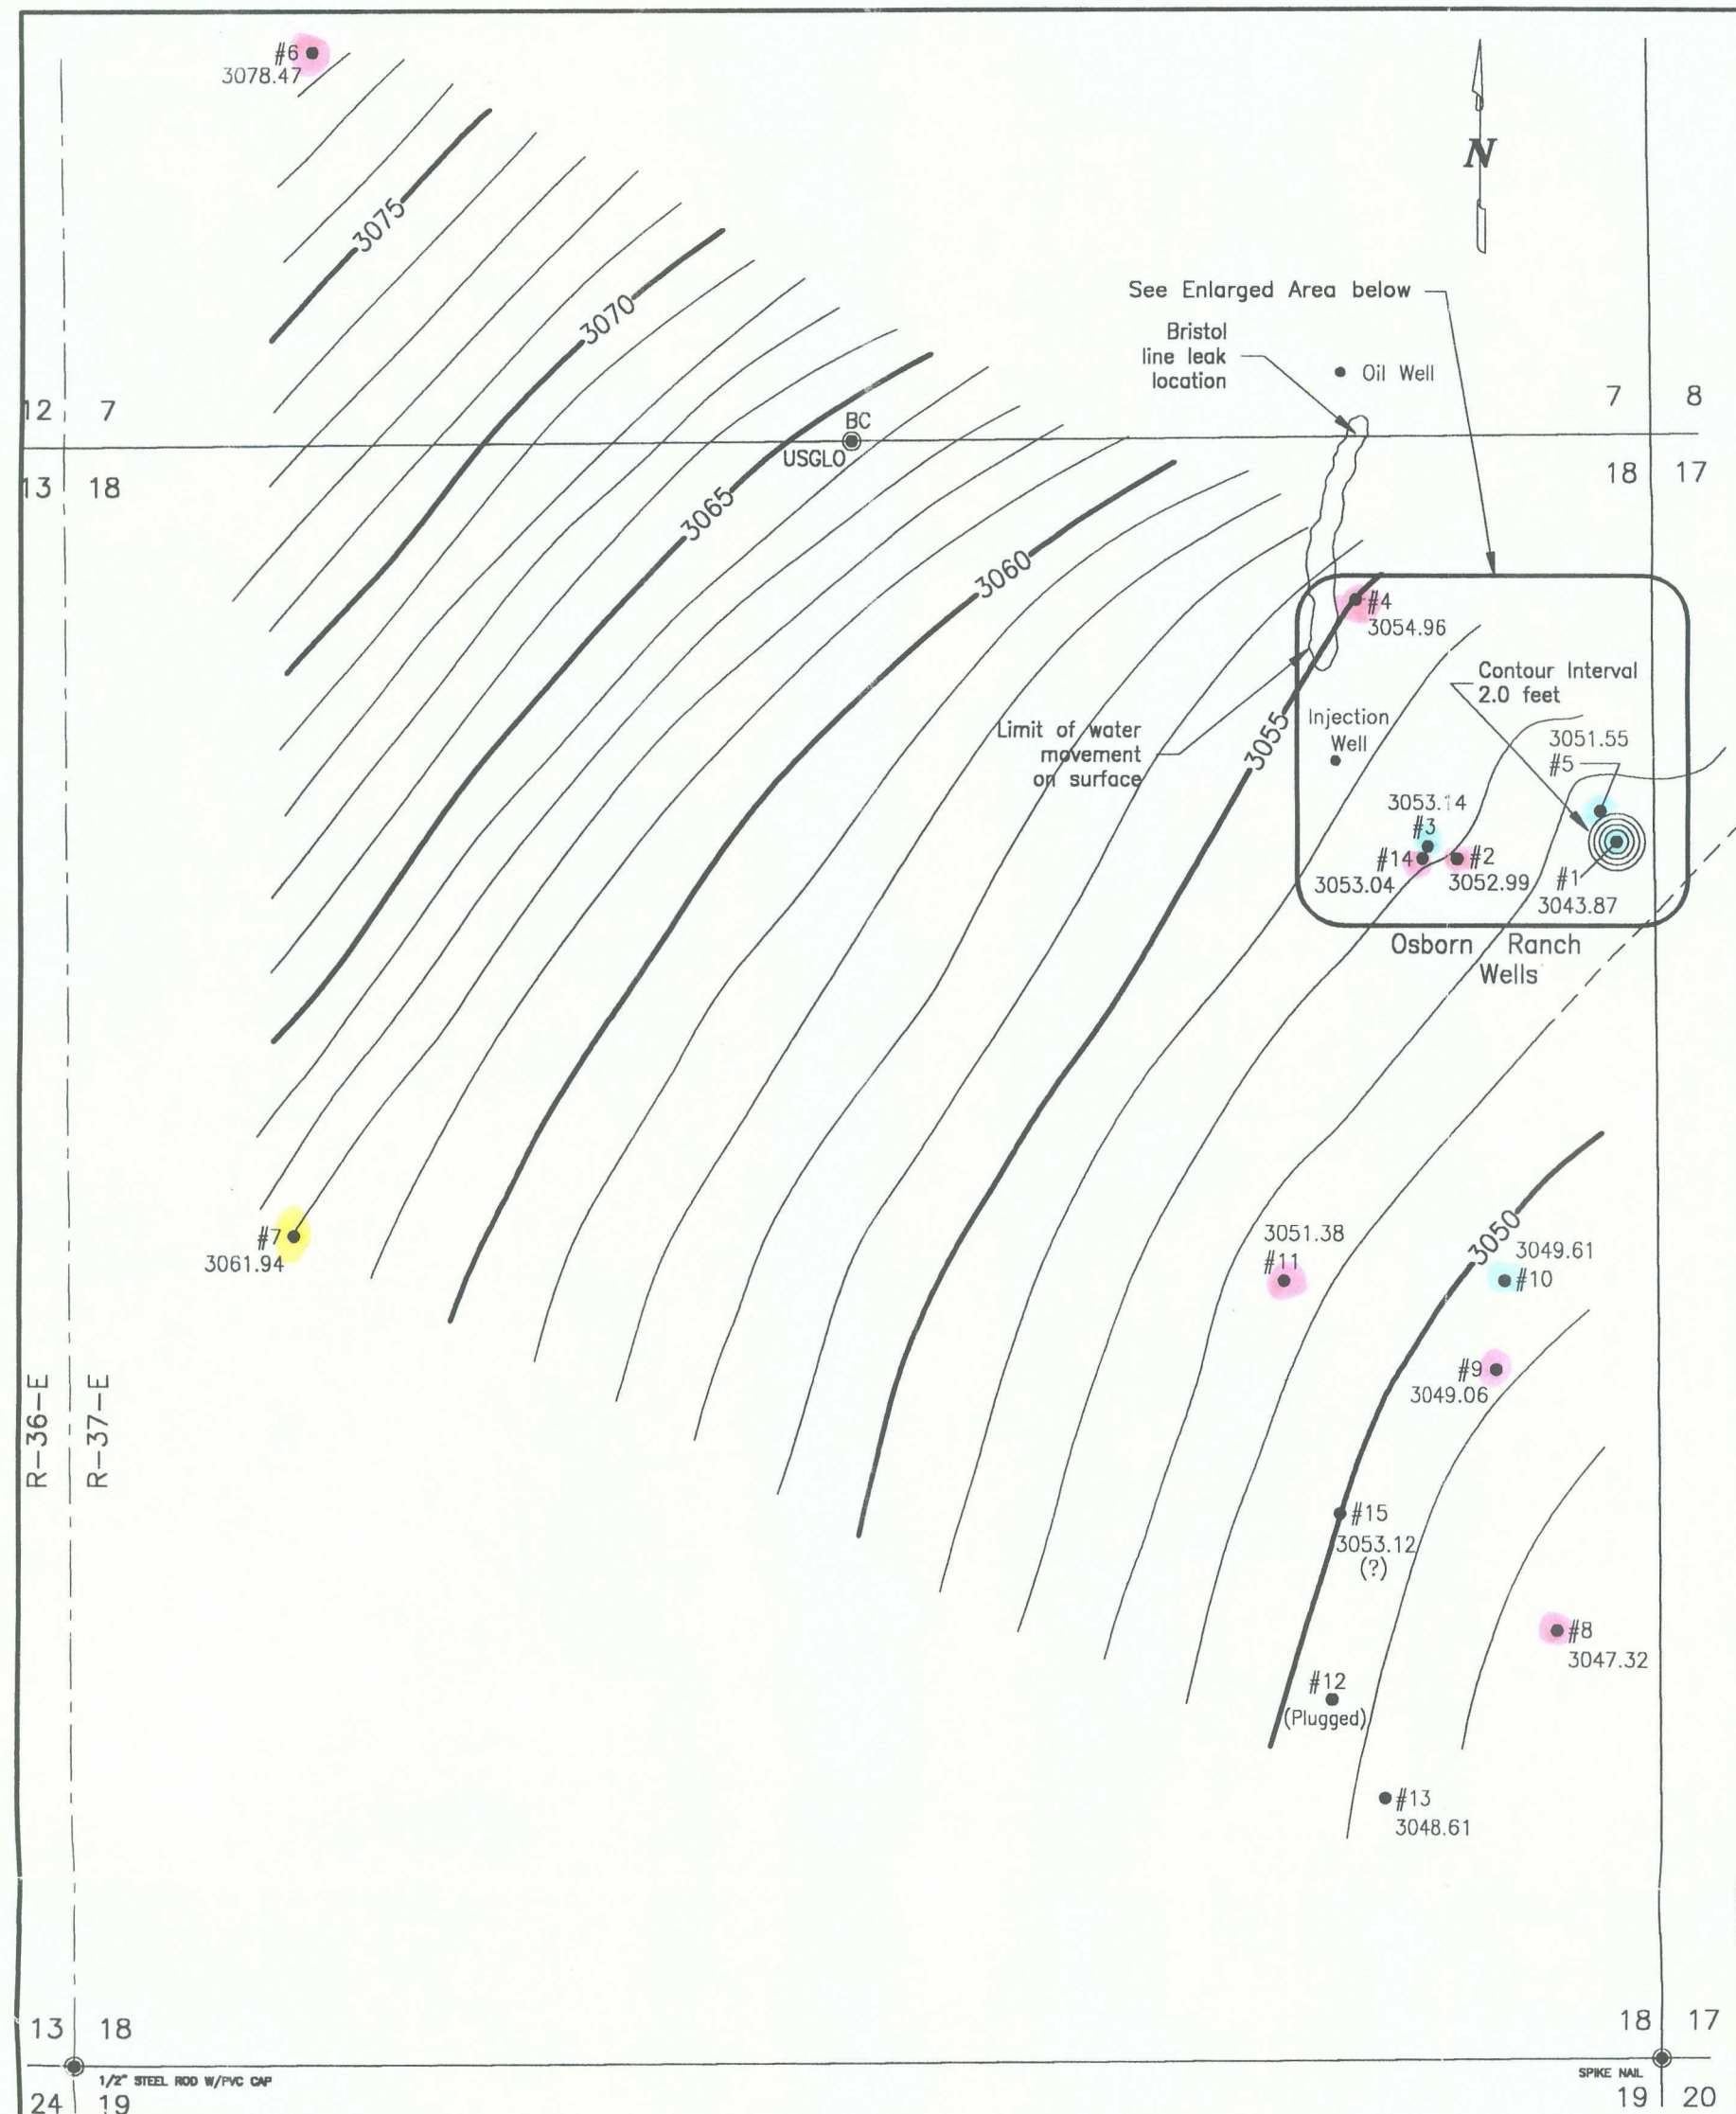 #6
3078.47
N
3075
3070
See Enlarged Area below
Bristol
line leak
location
Oil Well
12 7
7 8
BC
USGLO
13 18
18 17
3065
3060
#4
3054.96
Contour Interval
2.0 feet
Limit of water
movement
on surface
3055
Injection
Well
3051.55
#5
3053.14
#3
#14
3053.04
#2
3052.99
#1
3043.87
Osborn Ranch
Wells
#7
3061.94
3051.38
#11
3050
3049.61
#10
#9
3049.06
R-36-E
R-37-E
#15
3053.12
(?)
#8
3047.32
#12
(Plugged)
#13
3048.61
13 18
18 17
1/2" STEEL ROD W/PVC CAP
SPIKE NAIL
24 19
19 20